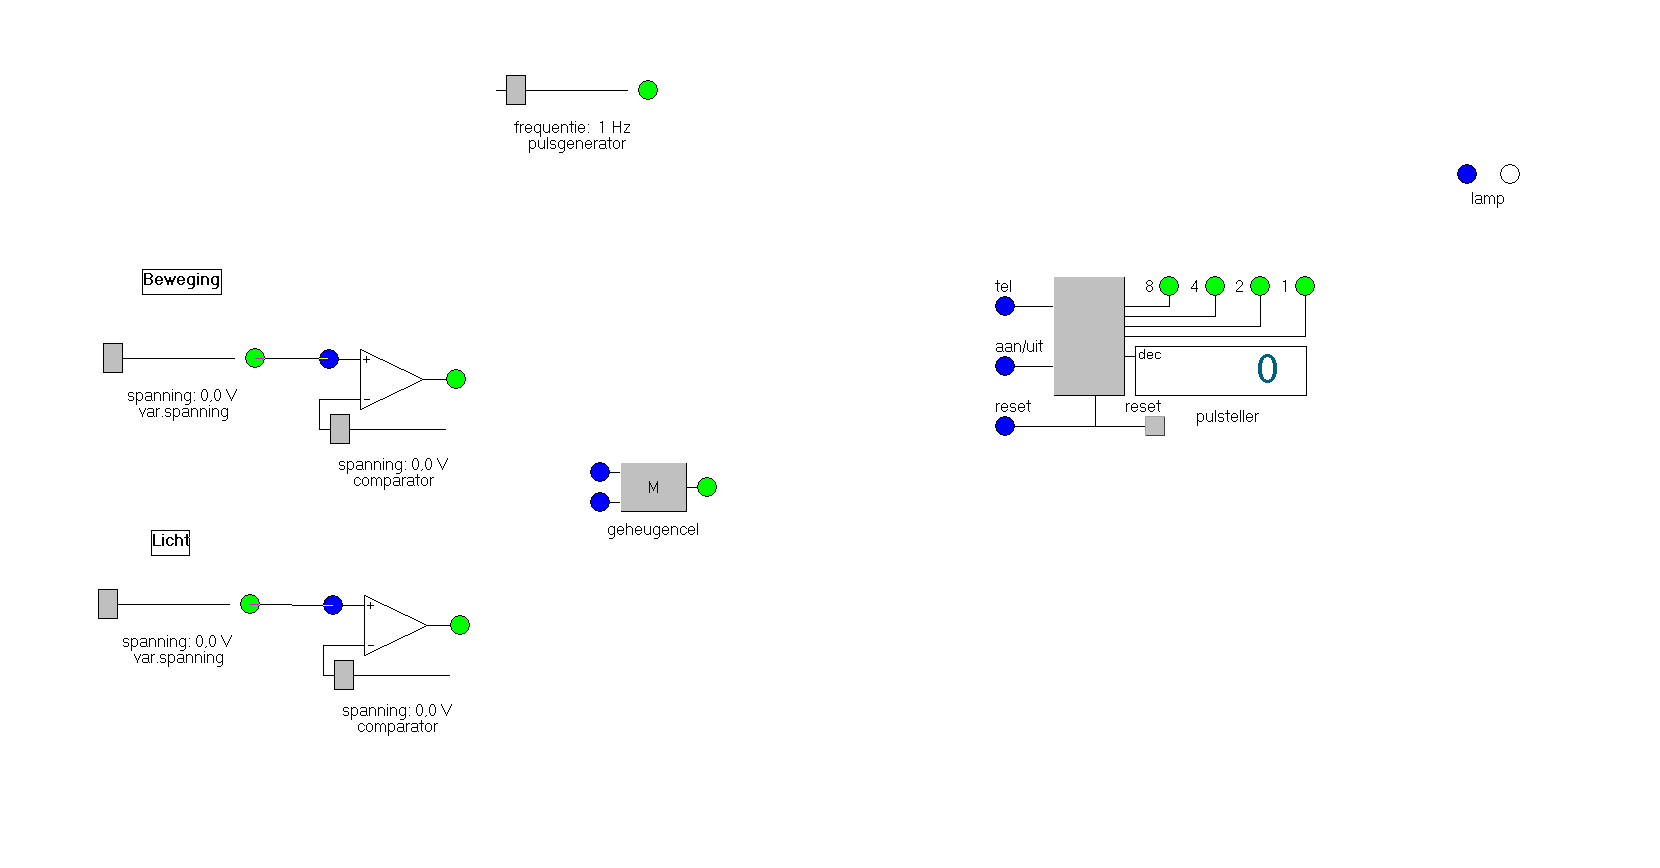 frequentie: 1 Hz
pulsgenerator
lamp
Beweging
tel
8 4 2 1
aan/uit
dec
0
reset
reset
pulsteller
+
−
spanning: 0,0 V
var.spanning
spanning: 0,0 V
comparator
M
geheugencel
Licht
+
−
spanning: 0,0 V
var.spanning
spanning: 0,0 V
comparator